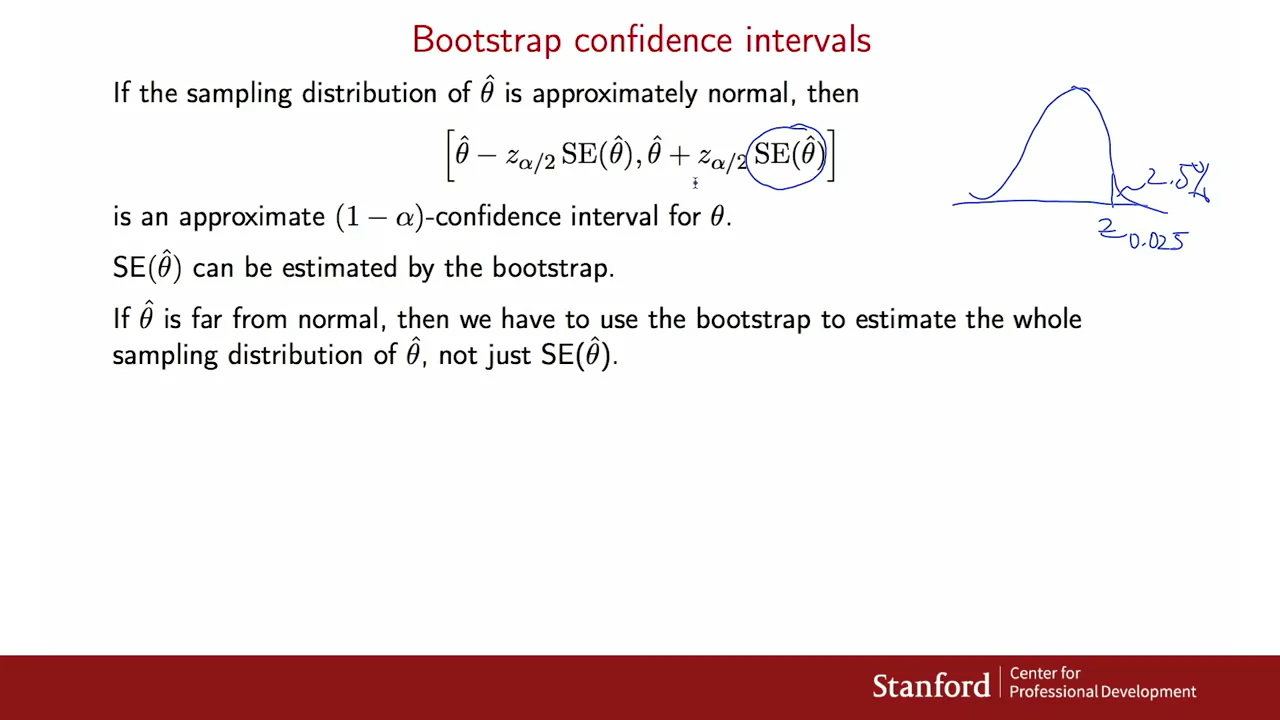 Bootstrap confidence intervals
If the sampling distribution of θ̂ is approximately normal, then
[θ̂ − z_{α/2} SE(θ̂), θ̂ + z_{α/2} SE(θ̂)]
2.5%
z_{0.025}
is an approximate (1 − α)-confidence interval for θ.
SE(θ̂) can be estimated by the bootstrap.
If θ̂ is far from normal, then we have to use the bootstrap to estimate the whole
sampling distribution of θ̂, not just SE(θ̂).
Stanford
Center for
Professional Development